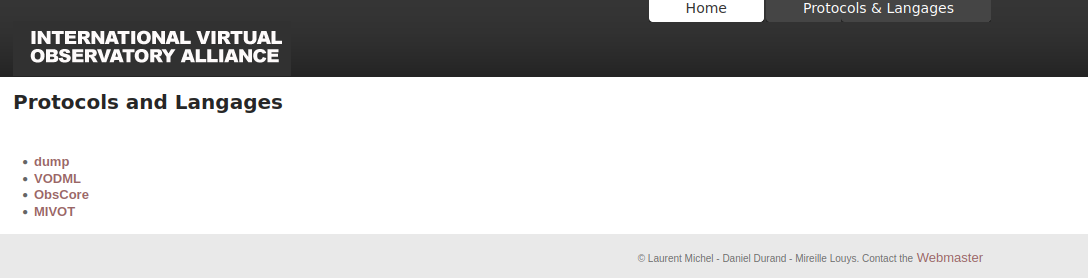 Home
Protocols & Langages
INTERNATIONAL VIRTUAL
OBSERVATORY ALLIANCE
Protocols and Langages
dump
VODML
ObsCore
MIVOT
© Laurent Michel - Daniel Durand - Mireille Louys. Contact the Webmaster